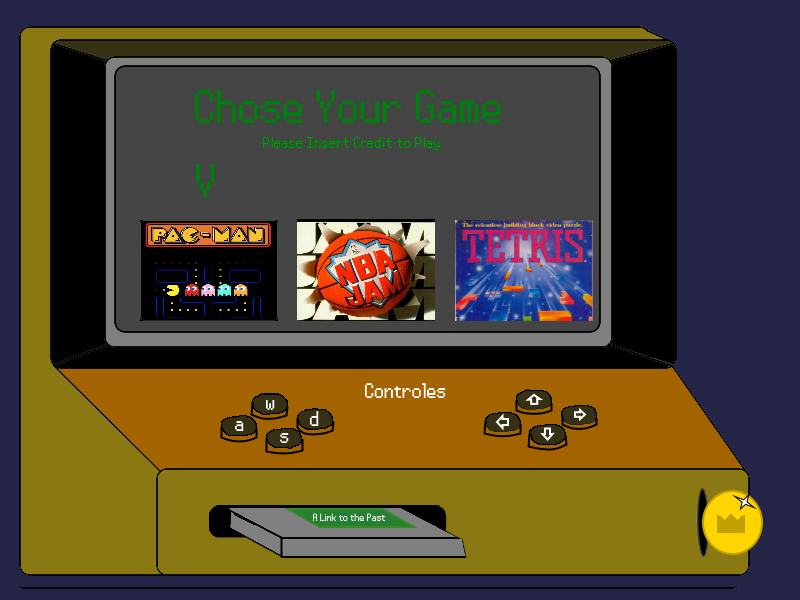 Chose Your Game
Please Insert Credit to Play
V
PAC-MAN
NBA
JAM
The relentless building block video puzzle.
TETRIS
Controles
w
a
d
s
A Link to the Past